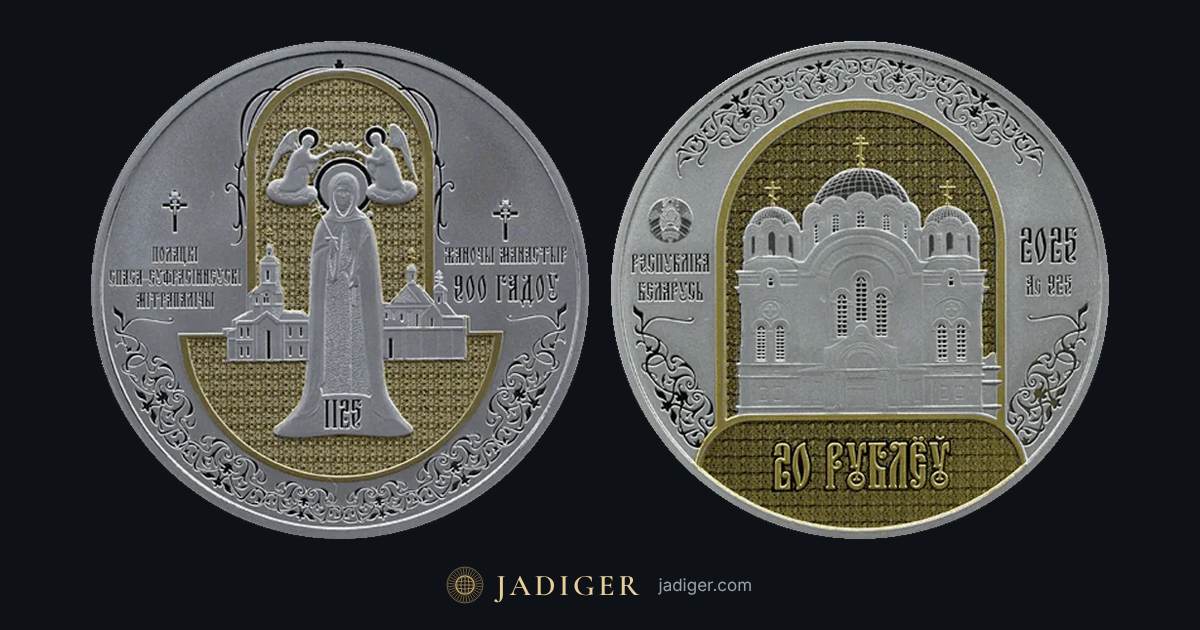 ПОЛАЦКІ
СПАСА-ЕЎФРАСІННЕЎСКІ
МІТРАПАЛІЧЫ
ЖАНОЧЫ МАНАСТЫР
900 ГАДОЎ
1125
РЭСПУБЛІКА
БЕЛАРУСЬ
2025
AG 925
20 РУБЛЁЎ
JADIGER
jadiger.com